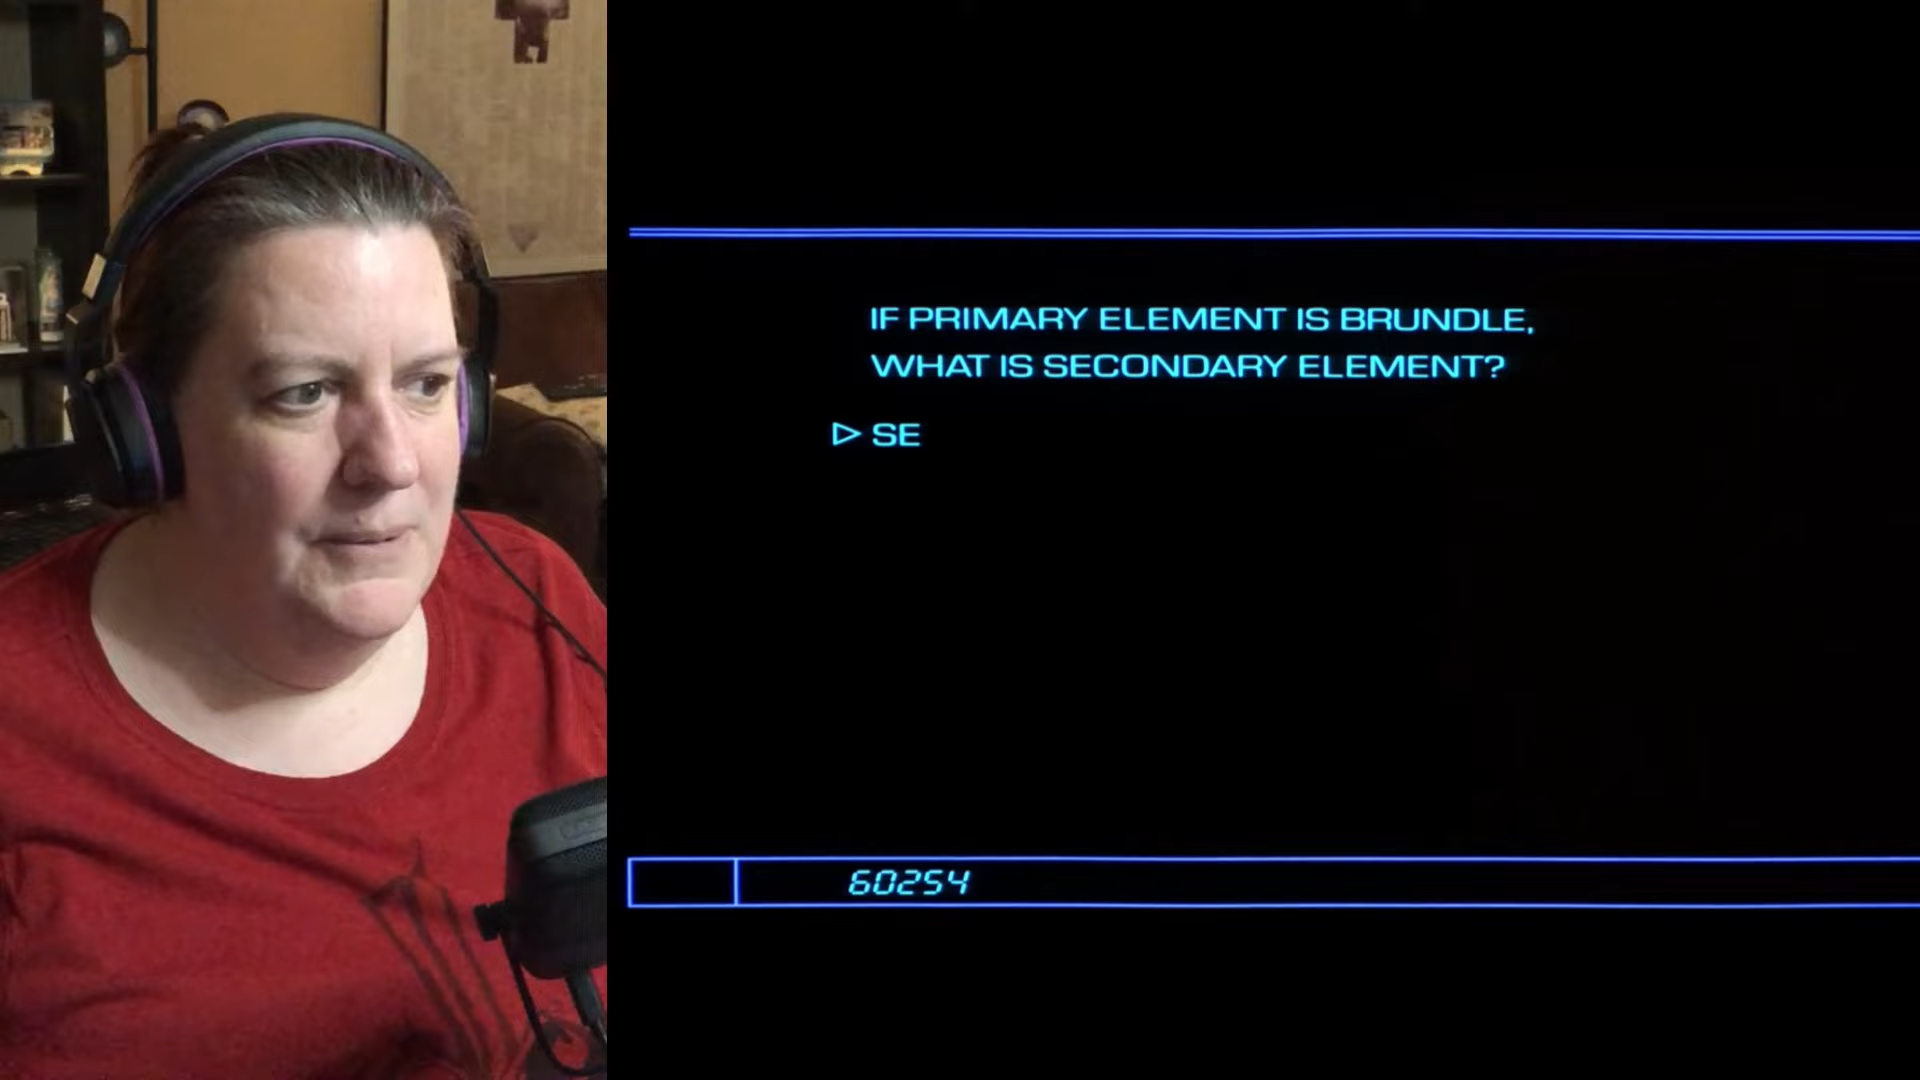 IF PRIMARY ELEMENT IS BRUNDLE,
WHAT IS SECONDARY ELEMENT?
▷ SE
60254